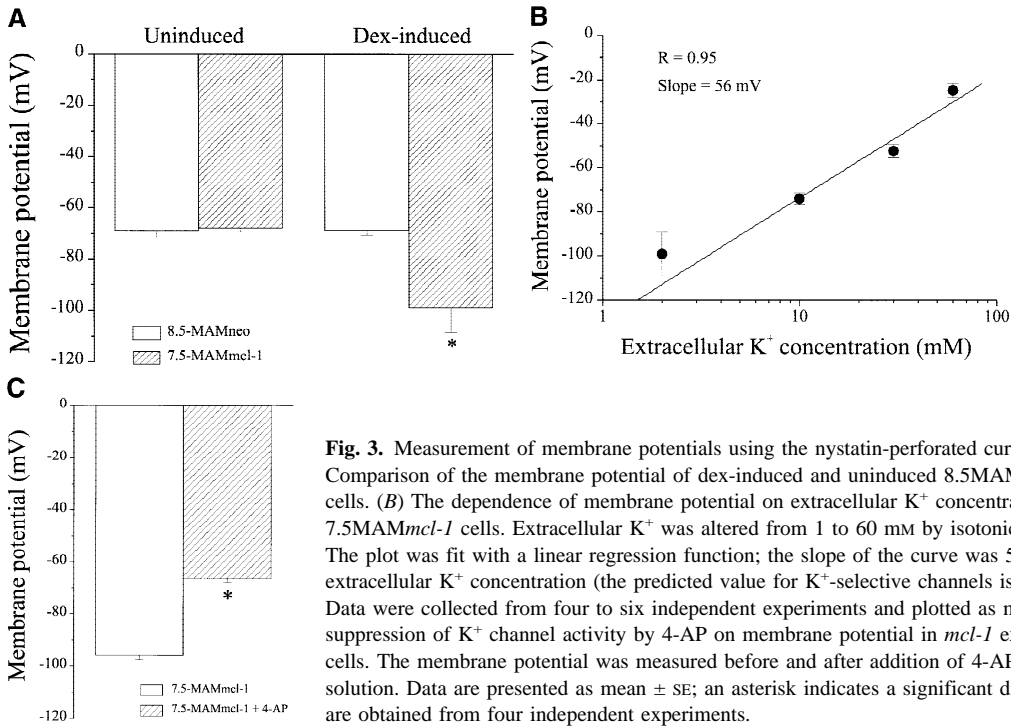 A
Uninduced
Dex-induced
Membrane potential (mV)
0
-20
-40
-60
-80
-100
-120
8.5-MAMneo
7.5-MAMmcl-1
*
B
Membrane potential (mV)
0
-20
-40
-60
-80
-100
-120
R = 0.95
Slope = 56 mV
1
10
100
Extracellular K+ concentration (mM)
C
Membrane potential (mV)
0
-20
-40
-60
-80
-100
-120
*
7.5-MAMmcl-1
7.5-MAMmcl-1 + 4-AP
Fig. 3. Measurement of membrane potentials using the nystatin-perforated cur
Comparison of the membrane potential of dex-induced and uninduced 8.5MAM
cells. (B) The dependence of membrane potential on extracellular K+ concentra
7.5MAMmcl-1 cells. Extracellular K+ was altered from 1 to 60 mM by isotonic
The plot was fit with a linear regression function; the slope of the curve was 5
extracellular K+ concentration (the predicted value for K+-selective channels is
Data were collected from four to six independent experiments and plotted as m
suppression of K+ channel activity by 4-AP on membrane potential in mcl-1 e
cells. The membrane potential was measured before and after addition of 4-AP
solution. Data are presented as mean ± SE; an asterisk indicates a significant d
are obtained from four independent experiments.